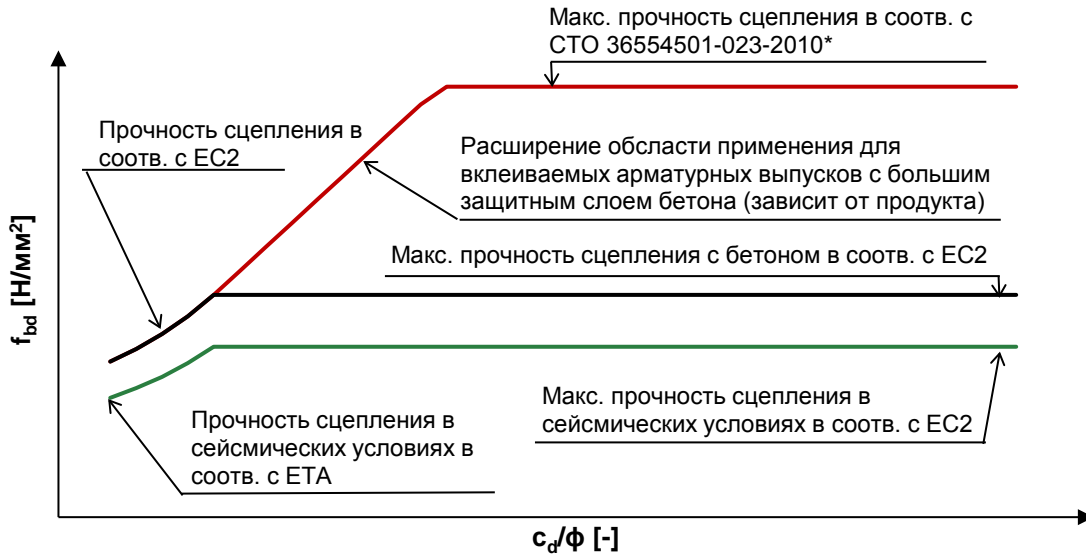 Макс. прочность сцепления в соотв. с
СТО 36554501-023-2010*
Прочность сцепления в
соотв. с EC2
Расширение обсласти применения для
вклеиваемых арматурных выпусков с большим
защитным слоем бетона (зависит от продукта)
Макс. прочность сцепления с бетоном в соотв. с EC2
f_bd [Н/мм²]
Прочность сцепления в
сейсмических условиях в
соотв. с ETA
Макс. прочность сцепления в
сейсмических условиях в соотв. с EC2
c_d/ф [-]